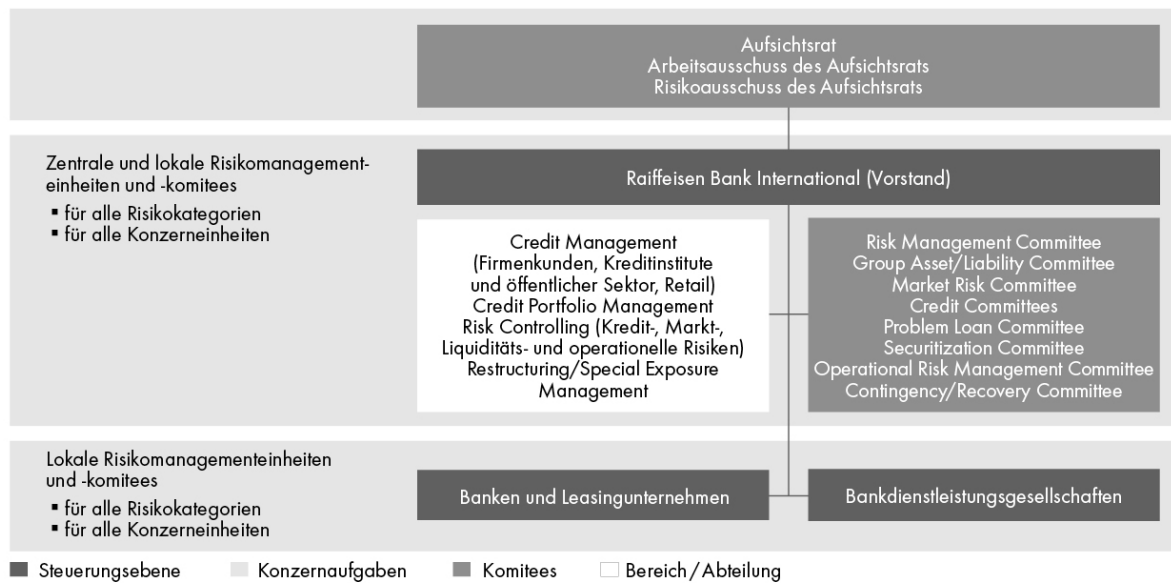 Aufsichtsrat
Arbeitsausschuss des Aufsichtsrats
Risikoausschuss des Aufsichtsrats
Zentrale und lokale Risikomanagement-
einheiten und -komitees
▪ für alle Risikokategorien
▪ für alle Konzerneinheiten
Raiffeisen Bank International (Vorstand)
Credit Management
(Firmenkunden, Kreditinstitute
und öffentlicher Sektor, Retail)
Credit Portfolio Management
Risk Controlling (Kredit-, Markt-,
Liquiditäts- und operationelle Risiken)
Restructuring/Special Exposure
Management
Risk Management Committee
Group Asset/Liability Committee
Market Risk Committee
Credit Committees
Problem Loan Committee
Securitization Committee
Operational Risk Management Committee
Contingency/Recovery Committee
Lokale Risikomanagementeinheiten
und -komitees
▪ für alle Risikokategorien
▪ für alle Konzerneinheiten
Banken und Leasingunternehmen
Bankdienstleistungsgesellschaften
Steuerungsebene
Konzernaufgaben
Komitees
Bereich/Abteilung